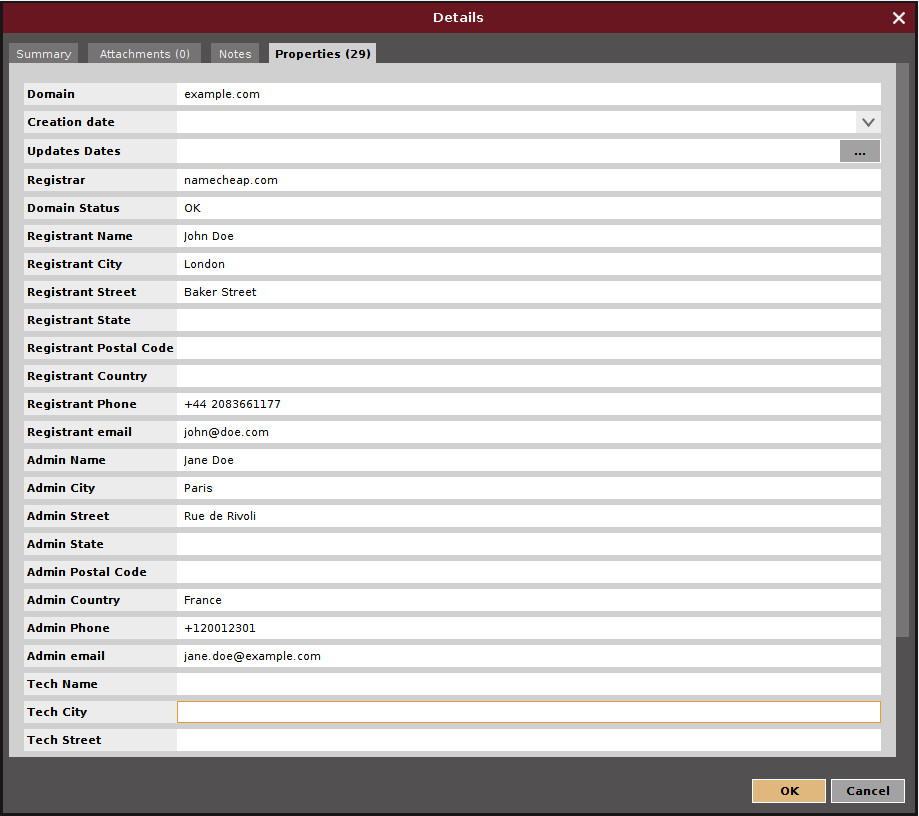 Details
Summary Attachments (0) Notes Properties (29)
Domain example.com
Creation date
Updates Dates ...
Registrar namecheap.com
Domain Status OK
Registrant Name John Doe
Registrant City London
Registrant Street Baker Street
Registrant State
Registrant Postal Code
Registrant Country
Registrant Phone +44 2083661177
Registrant email john@doe.com
Admin Name Jane Doe
Admin City Paris
Admin Street Rue de Rivoli
Admin State
Admin Postal Code
Admin Country France
Admin Phone +120012301
Admin email jane.doe@example.com
Tech Name
Tech City
Tech Street
OK Cancel